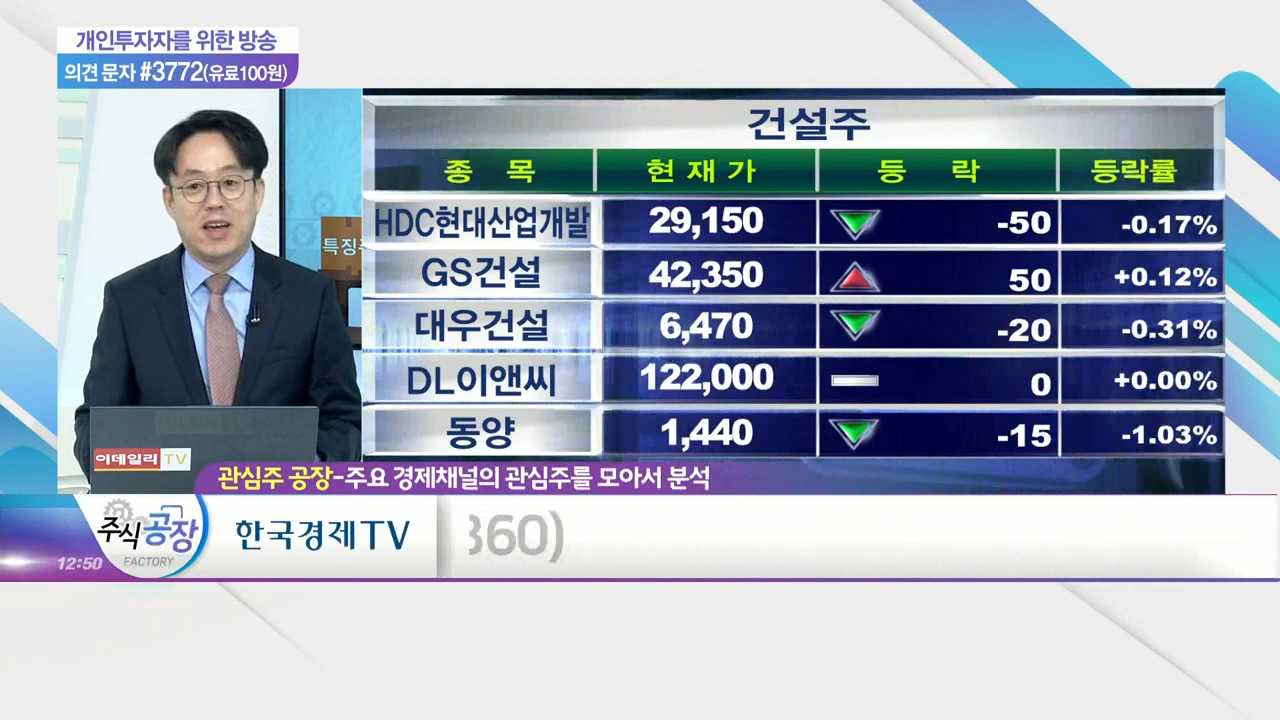 개인투자자를 위한 방송
의견 문자 #3772(유료100원)
특징
건설주
종 목 현 재 가 등 락 등락률
HDC현대산업개발 29,150 -50 -0.17%
GS건설 42,350 50 +0.12%
대우건설 6,470 -20 -0.31%
DL이앤씨 122,000 0 +0.00%
동양 1,440 -15 -1.03%
이데일리 TV
관심주 공장-주요 경제채널의 관심주를 모아서 분석
주식공장
FACTORY
12:50
한국경제TV
360)